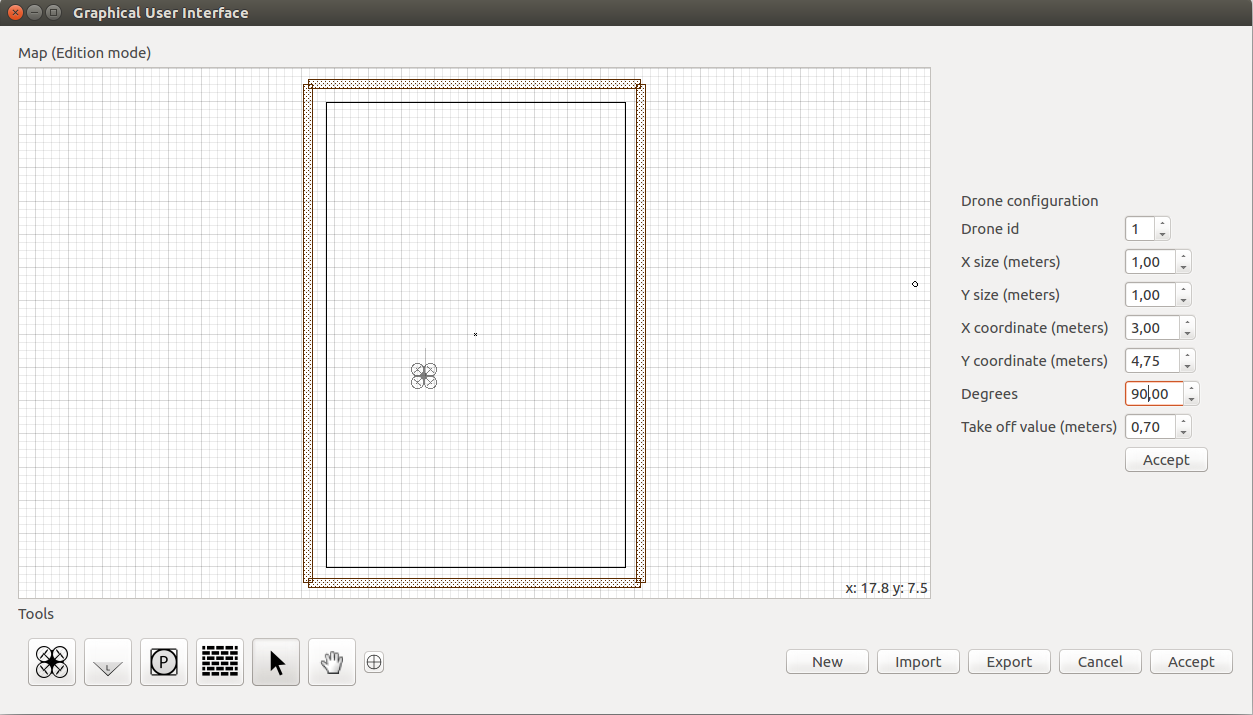 Graphical User Interface
Map (Edition mode)
Drone configuration
Drone id 1
X size (meters) 1,00
Y size (meters) 1,00
X coordinate (meters) 3,00
Y coordinate (meters) 4,75
Degrees 90,00
Take off value (meters) 0,70
Accept
x: 17.8 y: 7.5
Tools
L
P
New Import Export Cancel Accept